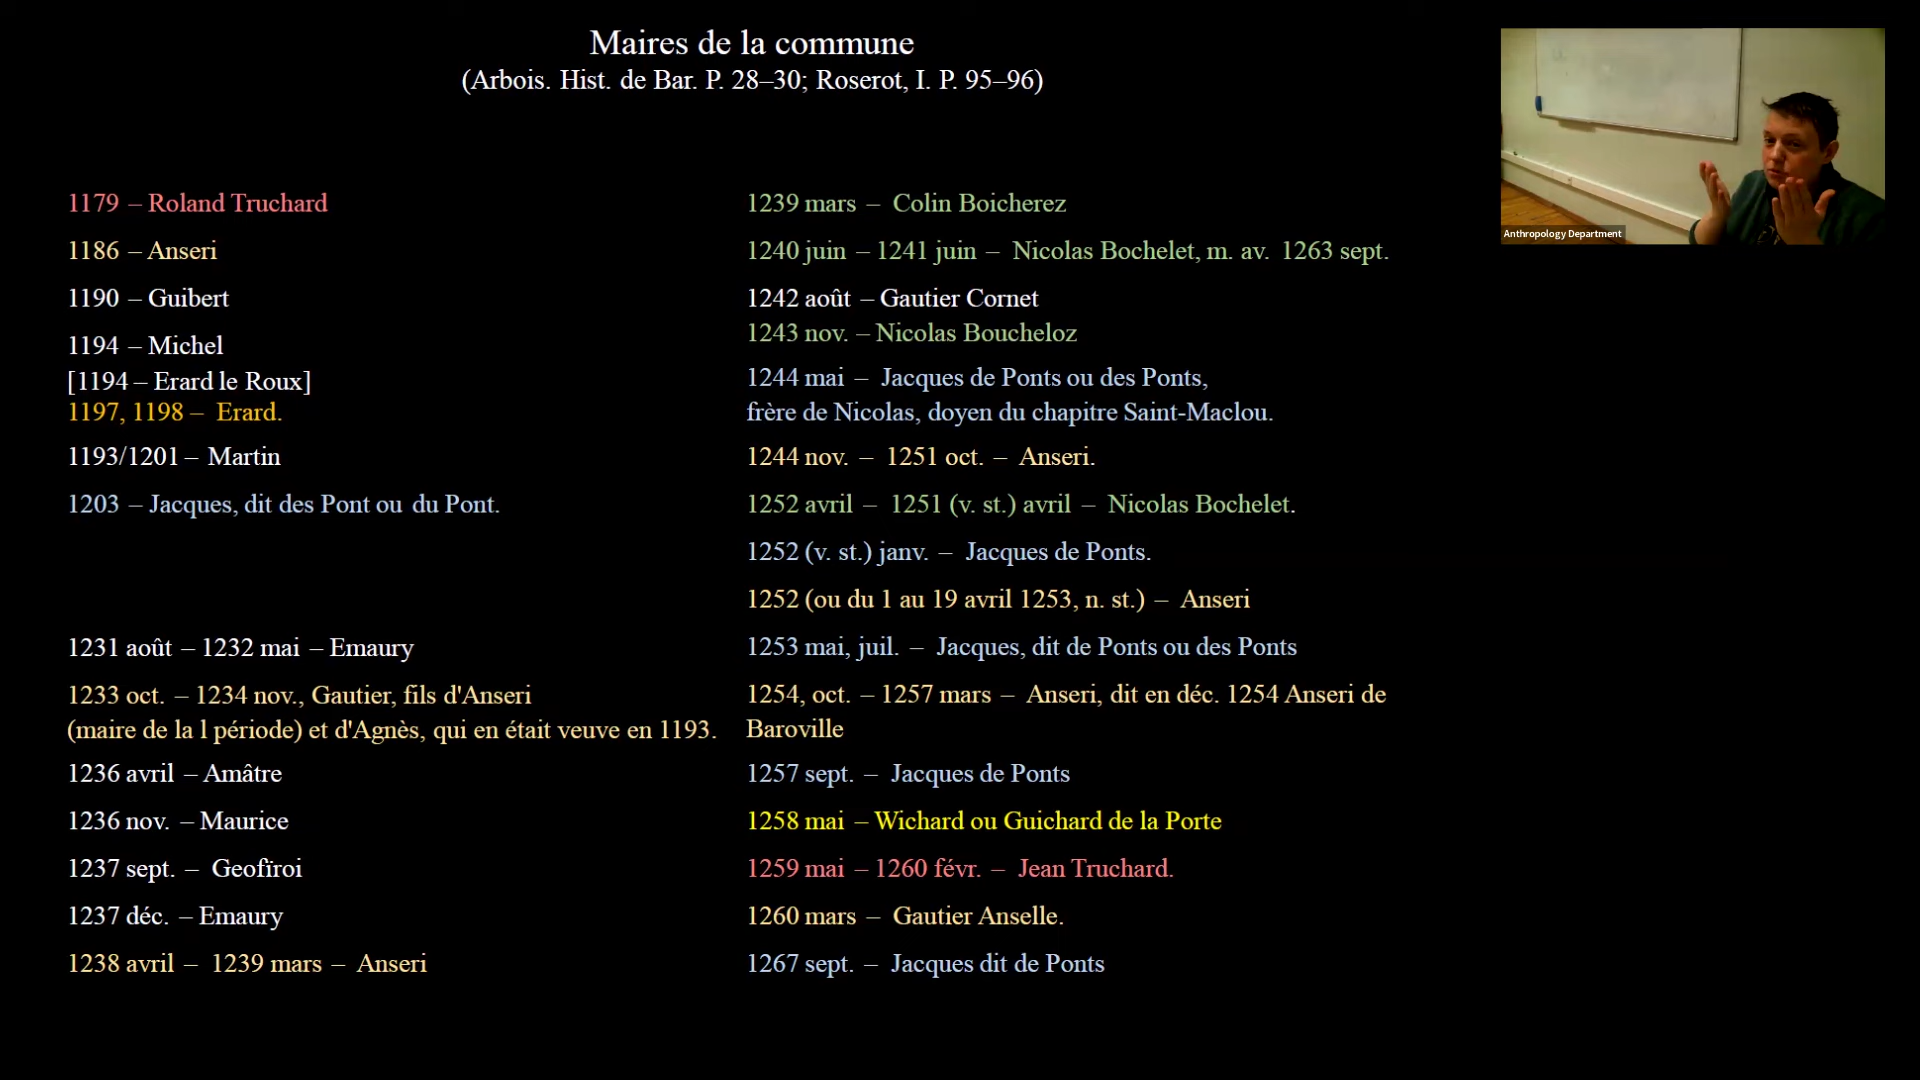 Maires de la commune
(Arbois. Hist. de Bar. P. 28–30; Roserot, I. P. 95–96)
1179 – Roland Truchard
1186 – Anseri
1190 – Guibert
1194 – Michel
[1194 – Erard le Roux]
1197, 1198 – Erard.
1193/1201 – Martin
1203 – Jacques, dit des Pont ou du Pont.
1231 août – 1232 mai – Emaury
1233 oct. – 1234 nov., Gautier, fils d'Anseri
(maire de la l période) et d'Agnès, qui en était veuve en 1193.
1236 avril – Amâtre
1236 nov. – Maurice
1237 sept. – Geofïroi
1237 déc. – Emaury
1238 avril – 1239 mars – Anseri
1239 mars – Colin Boicherez
1240 juin – 1241 juin – Nicolas Bochelet, m. av. 1263 sept.
1242 août – Gautier Cornet
1243 nov. – Nicolas Boucheloz
1244 mai – Jacques de Ponts ou des Ponts,
frère de Nicolas, doyen du chapitre Saint-Maclou.
1244 nov. – 1251 oct. – Anseri.
1252 avril – 1251 (v. st.) avril – Nicolas Bochelet.
1252 (v. st.) janv. – Jacques de Ponts.
1252 (ou du 1 au 19 avril 1253, n. st.) – Anseri
1253 mai, juil. – Jacques, dit de Ponts ou des Ponts
1254, oct. – 1257 mars – Anseri, dit en déc. 1254 Anseri de
Baroville
1257 sept. – Jacques de Ponts
1258 mai – Wichard ou Guichard de la Porte
1259 mai – 1260 févr. – Jean Truchard.
1260 mars – Gautier Anselle.
1267 sept. – Jacques dit de Ponts
Anthropology Department